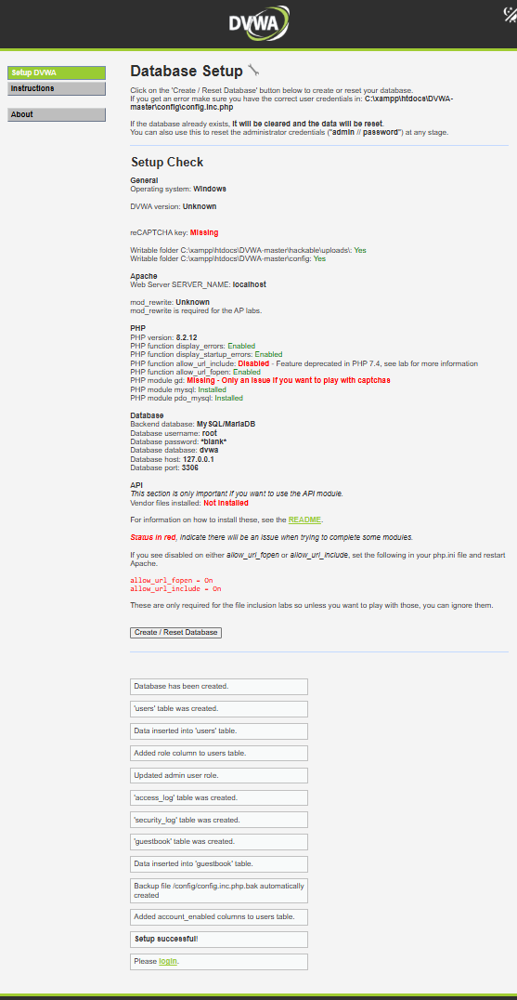 DVWA
Setup DVWA
Instructions
About
Database Setup
Click on the 'Create / Reset Database' button below to create or reset your database.
If you get an error make sure you have the correct user credentials in: C:\xampp\htdocs\DVWA-
master\config\config.inc.php
If the database already exists, it will be cleared and the data will be reset.
You can also use this to reset the administrator credentials ("admin // password") at any stage.
Setup Check
General
Operating system: Windows
DVWA version: Unknown
reCAPTCHA key: Missing
Writable folder C:\xampp\htdocs\DVWA-master\hackable\uploads\: Yes
Writable folder C:\xampp\htdocs\DVWA-master\config: Yes
Apache
Web Server SERVER_NAME: localhost
mod_rewrite: Unknown
mod_rewrite is required for the AP labs.
PHP
PHP version: 8.2.12
PHP function display_errors: Enabled
PHP function display_startup_errors: Enabled
PHP function allow_url_include: Disabled - Feature deprecated in PHP 7.4, see lab for more information
PHP function allow_url_fopen: Enabled
PHP module gd: Missing - Only an issue if you want to play with captchas
PHP module mysql: Installed
PHP module pdo_mysql: Installed
Database
Backend database: MySQL/MariaDB
Database username: root
Database password: *blank*
Database database: dvwa
Database host: 127.0.0.1
Database port: 3306
API
This section is only important if you want to use the API module.
Vendor files installed: Not Installed
For information on how to install these, see the README.
Status in red, indicate there will be an issue when trying to complete some modules.
If you see disabled on either allow_url_fopen or allow_url_include, set the following in your php.ini file and restart
Apache.
allow_url_fopen = On
allow_url_include = On
These are only required for the file inclusion labs so unless you want to play with those, you can ignore them.
Create / Reset Database
Database has been created.
'users' table was created.
Data inserted into 'users' table.
Added role column to users table.
Updated admin user role.
'access_log' table was created.
'security_log' table was created.
'guestbook' table was created.
Data inserted into 'guestbook' table.
Backup file /config/config.inc.php.bak automatically
created
Added account_enabled columns to users table.
Setup successful!
Please login.